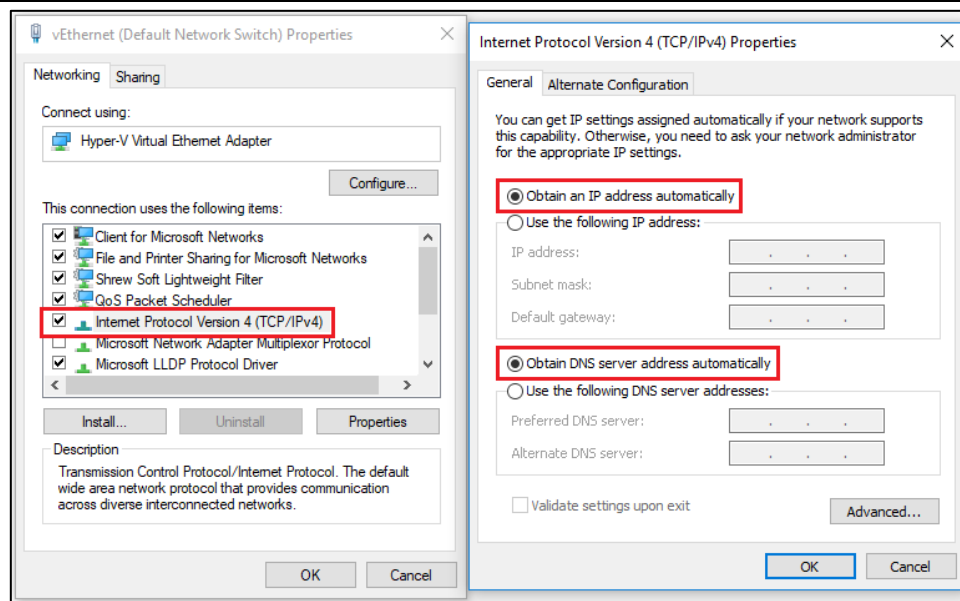 vEthernet (Default Network Switch) Properties
Networking
Sharing
Connect using:
Hyper-V Virtual Ethernet Adapter
Configure...
This connection uses the following items:
Client for Microsoft Networks
File and Printer Sharing for Microsoft Networks
Shrew Soft Lightweight Filter
QoS Packet Scheduler
Internet Protocol Version 4 (TCP/IPv4)
Microsoft Network Adapter Multiplexor Protocol
Microsoft LLDP Protocol Driver
Install...
Uninstall
Properties
Description
Transmission Control Protocol/Internet Protocol. The default
wide area network protocol that provides communication
across diverse interconnected networks.
OK
Cancel
Internet Protocol Version 4 (TCP/IPv4) Properties
General
Alternate Configuration
You can get IP settings assigned automatically if your network supports
this capability. Otherwise, you need to ask your network administrator
for the appropriate IP settings.
Obtain an IP address automatically
Use the following IP address:
IP address:
. . .
Subnet mask:
. . .
Default gateway:
. . .
Obtain DNS server address automatically
Use the following DNS server addresses:
Preferred DNS server:
. . .
Alternate DNS server:
. . .
Validate settings upon exit
Advanced...
OK
Cancel